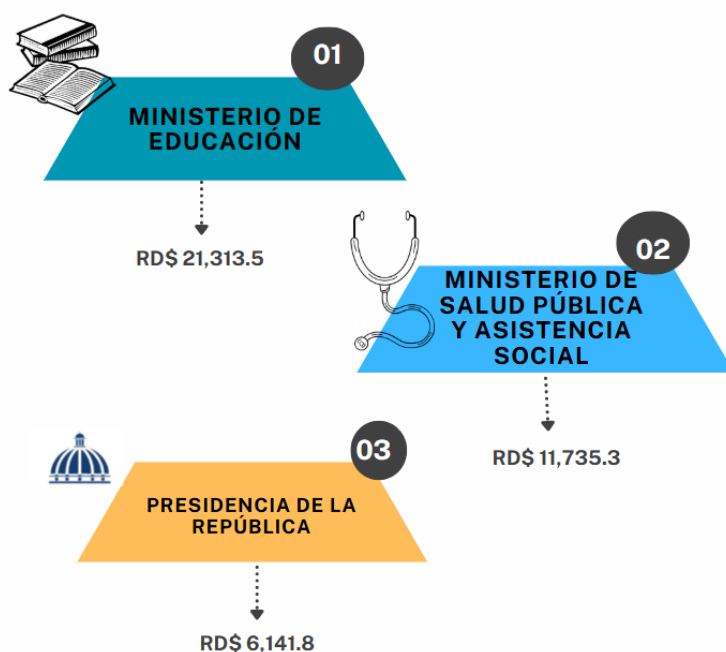 01
MINISTERIO DE
EDUCACIÓN
RD$ 21,313.5
02
MINISTERIO DE
SALUD PÚBLICA
Y ASISTENCIA
SOCIAL
RD$ 11,735.3
03
PRESIDENCIA DE LA
REPÚBLICA
RD$ 6,141.8